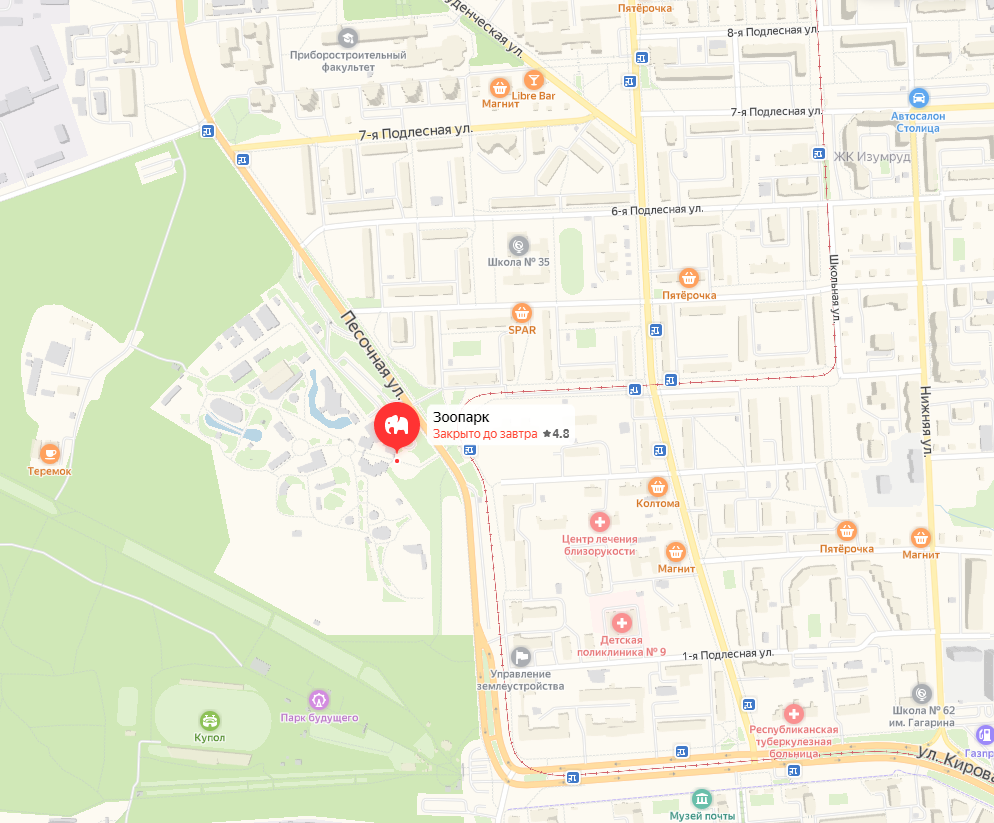 Пятёрочка
уденческая ул.
8-я Подлесная ул.
Приборостроительный
факультет
Магнит
Libre Bar
7-я Подлесная ул.
7-я Подлесная ул.
Автосалон
Столица
ЖК Изумруд
6-я Подлесная ул.
Школа № 35
Пятёрочка
SPAR
Школьная ул.
Песочная ул.
Зоопарк
Закрыто до завтра ★4.8
Нижняя ул.
Теремок
Колтома
Центр лечения
близорукости
Магнит
Пятёрочка
Магнит
Детская
поликлиника № 9
1-я Подлесная ул.
Управление
землеустройства
Парк будущего
Купол
Школа № 62
им. Гагарина
Республиканская
туберкулезная
больница
Газпр
ул. Кирова
Музей почты